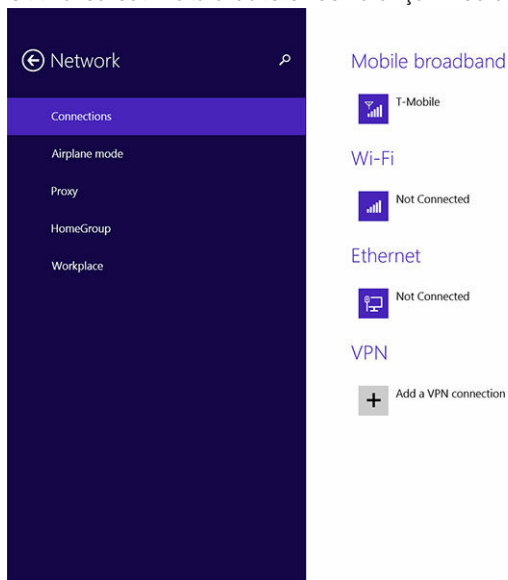 Network
Connections
Airplane mode
Proxy
HomeGroup
Workplace
Mobile broadband
T-Mobile
Wi-Fi
Not Connected
Ethernet
Not Connected
VPN
Add a VPN connection